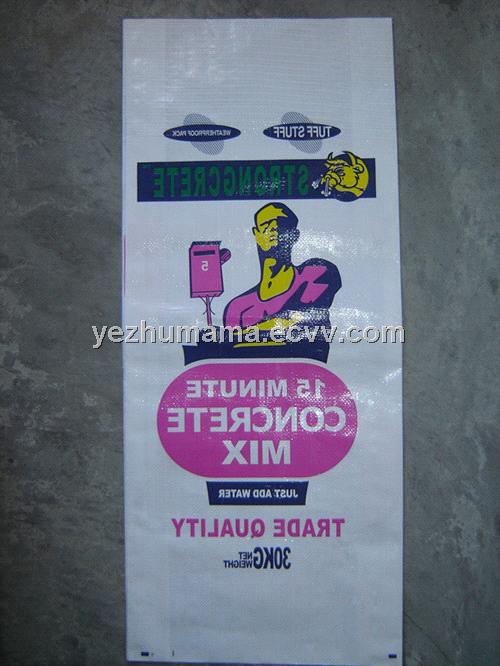 TUFF STUFF
WEATHERPROOF PACK
STRONGCRETE
5
yezhumama.ecvv.com
15 MINUTE
CONCRETE
MIX
JUST ADD WATER
TRADE QUALITY
30KG NET WEIGHT